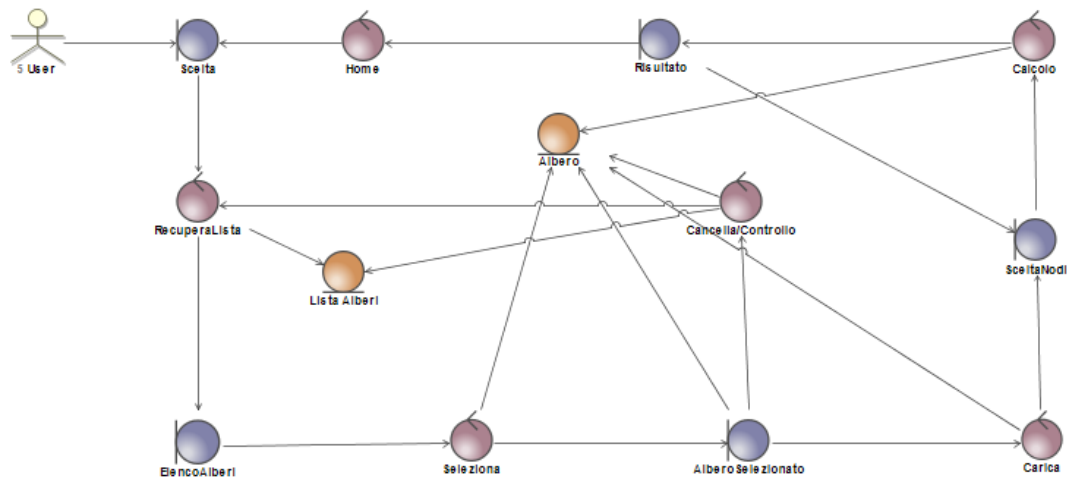 5 User
Scelta
Home
Risultato
Calcolo
Albero
RecuperaLista
Cancella/Controllo
SceltaNodi
Lista Alberi
ElencoAlberi
Seleziona
AlberoSelezionato
Carica